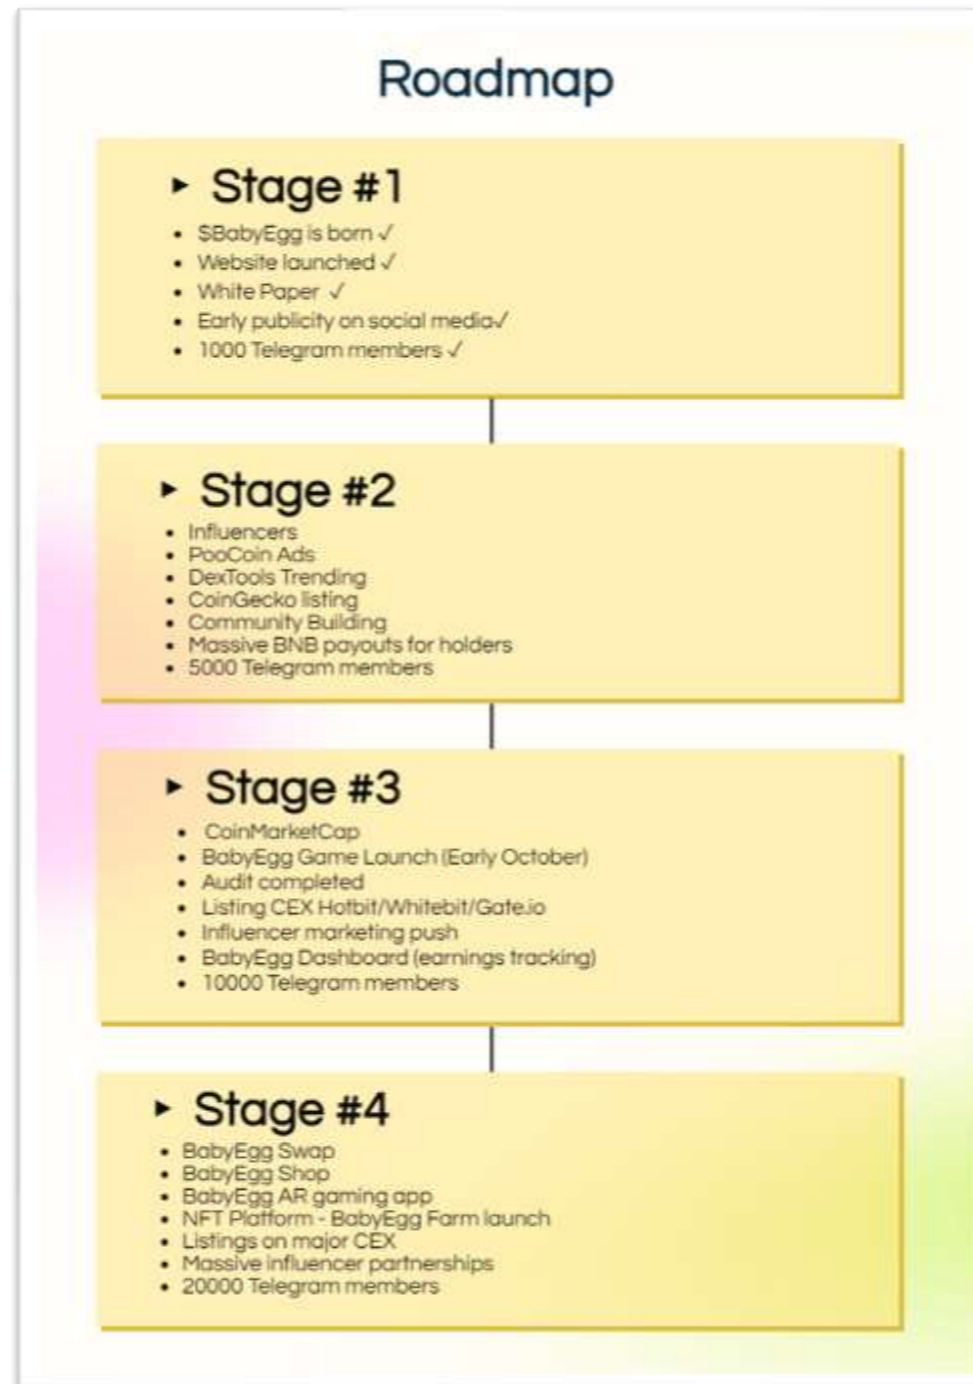 Roadmap
► Stage #1
• $BabyEgg is born ✓
• Website launched ✓
• White Paper ✓
• Early publicity on social media✓
• 1000 Telegram members ✓
► Stage #2
• Influencers
• PooCoin Ads
• DexTools Trending
• CoinGecko listing
• Community Building
• Massive BNB payouts for holders
• 5000 Telegram members
► Stage #3
• CoinMarketCap
• BabyEgg Game Launch (Early October)
• Audit completed
• Listing CEX Hotbit/Whitebit/Gate.io
• Influencer marketing push
• BabyEgg Dashboard (earnings tracking)
• 10000 Telegram members
► Stage #4
• BabyEgg Swap
• BabyEgg Shop
• BabyEgg AR gaming app
• NFT Platform - BabyEgg Farm launch
• Listings on major CEX
• Massive influencer partnerships
• 20000 Telegram members